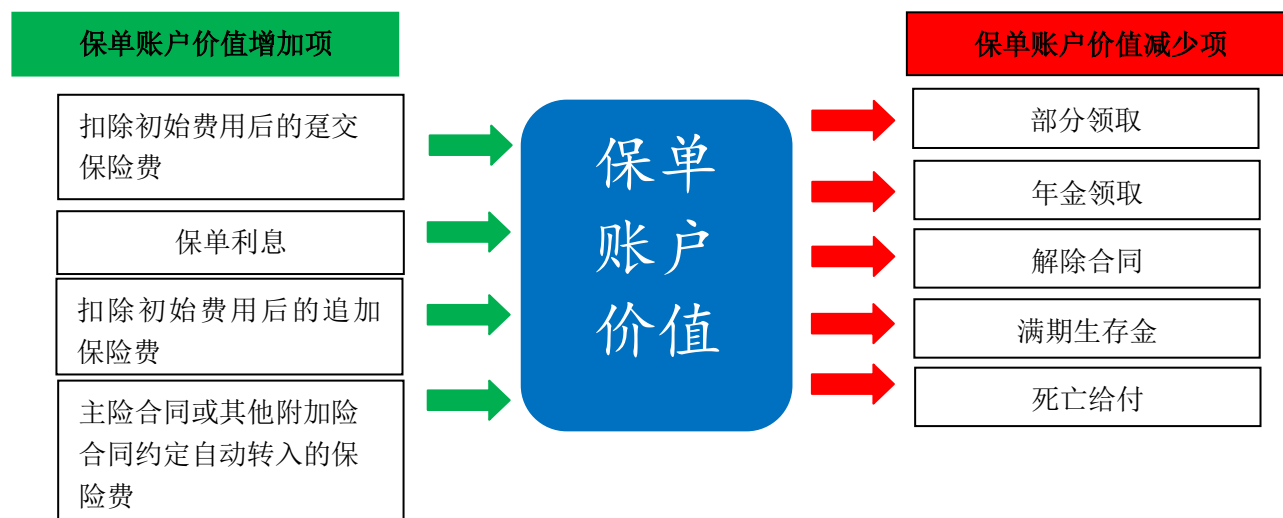 保单账户价值增加项
扣除初始费用后的趸交
保险费
保单利息
扣除初始费用后的追加
保险费
主险合同或其他附加险
合同约定自动转入的保
险费
保单
账户
价值
保单账户价值减少项
部分领取
年金领取
解除合同
满期生存金
死亡给付